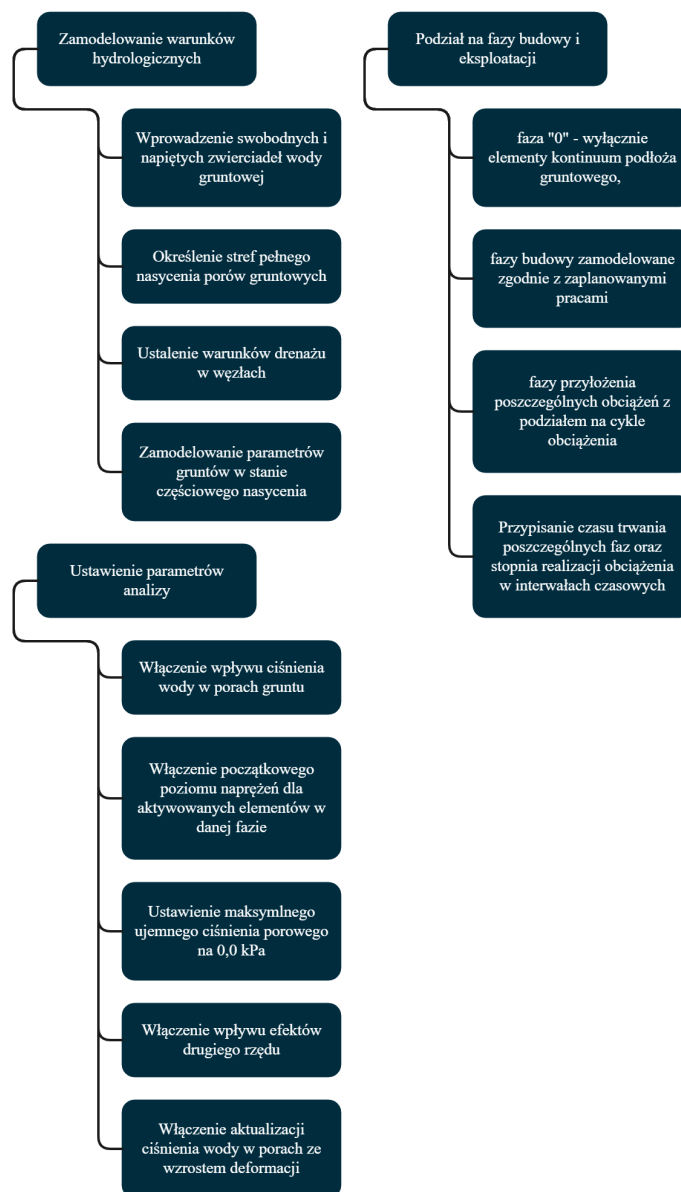 Zamodelowanie warunków
hydrologicznych
Wprowadzenie swobodnych i
napiętych zwierciadeł wody
gruntowej
Określenie stref pełnego
nasycenia porów gruntowych
Ustalenie warunków drenażu
w węzłach
Zamodelowanie parametrów
gruntów w stanie
częściowego nasycenia
Ustawienie parametrów
analizy
Włączenie wpływu ciśnienia
wody w porach gruntu
Włączenie początkowego
poziomu naprężeń dla
aktywowanych elementów w
danej fazie
Ustawienie maksymlnego
ujemnego ciśnienia porowego
na 0,0 kPa
Włączenie wpływu efektów
drugiego rzędu
Włączenie aktualizacji
ciśnienia wody w porach ze
wzrostem deformacji
Podział na fazy budowy i
eksploatacji
faza "0" - wyłącznie
elementy kontinuum podłoża
gruntowego,
fazy budowy zamodelowane
zgodnie z zaplanowanymi
pracami
fazy przyłożenia
poszczególnych obciążeń z
podziałem na cykle
obciążenia
Przypisanie czasu trwania
poszczególnych faz oraz
stopnia realizacji obciążenia
w interwałach czasowych